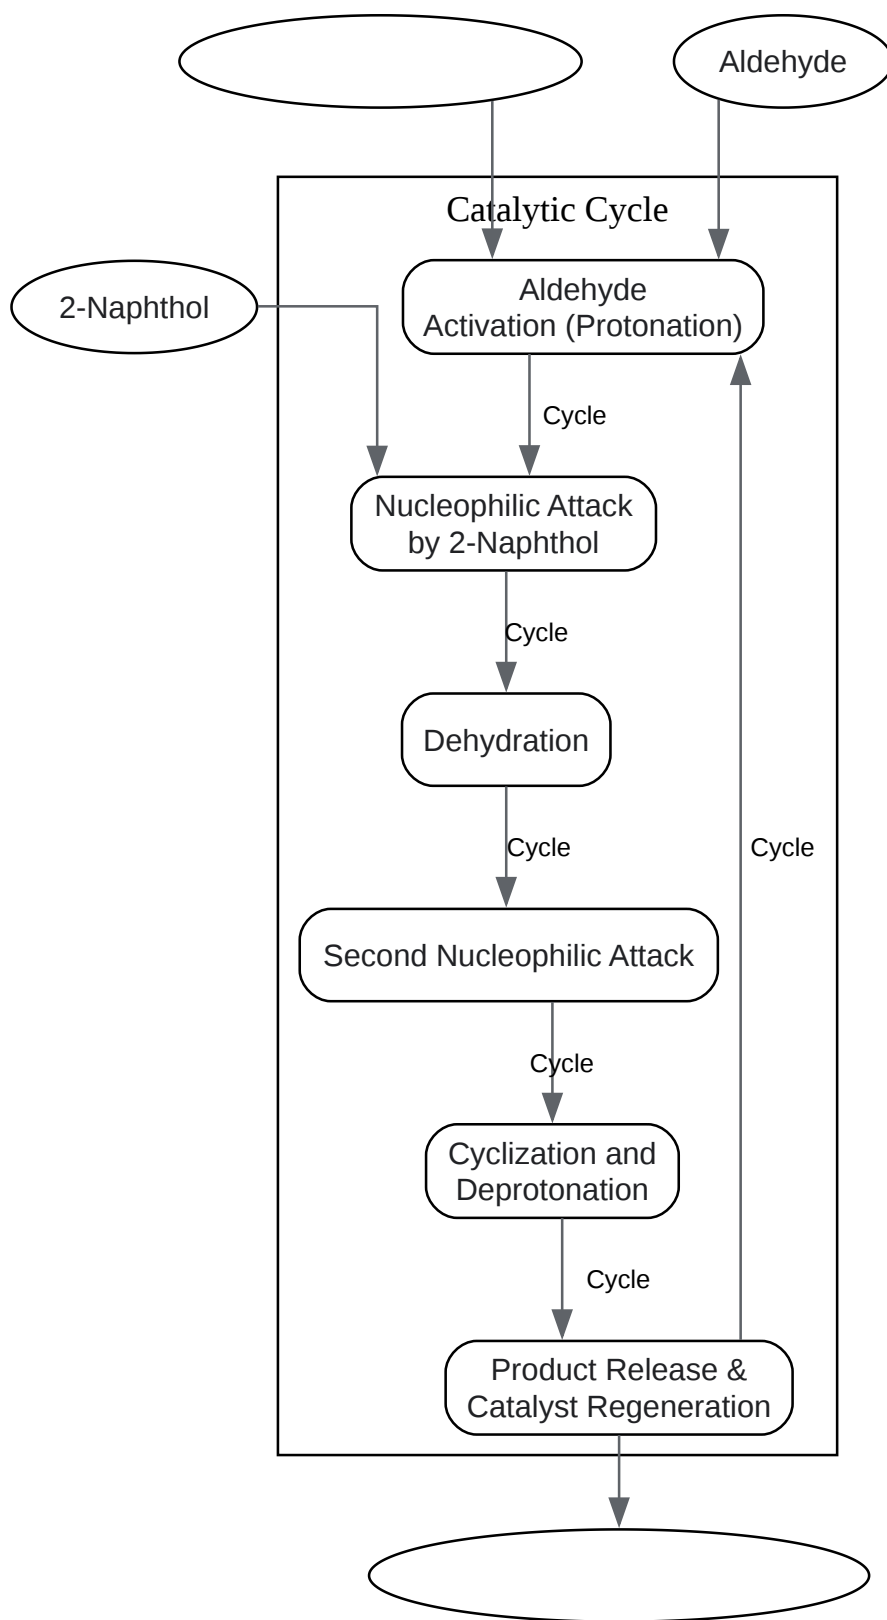 Aldehyde
Catalytic Cycle
2-Naphthol
Aldehyde
Activation (Protonation)
Cycle
Nucleophilic Attack
by 2-Naphthol
Cycle
Dehydration
Cycle
Cycle
Second Nucleophilic Attack
Cycle
Cyclization and
Deprotonation
Cycle
Product Release &
Catalyst Regeneration